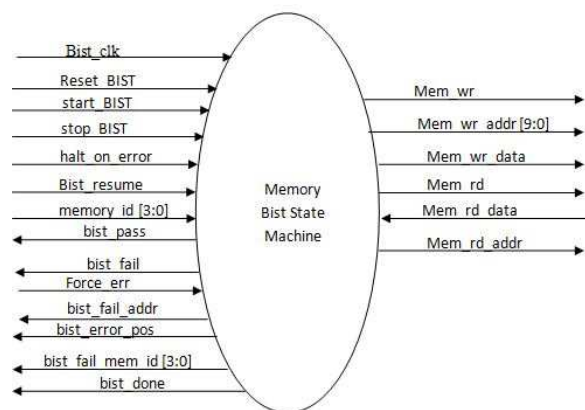 Bist_clk
Reset_BIST
start_BIST
stop_BIST
halt_on_error
Bist_resume
memory_id [3:0]
bist_pass
bist_fail
Force_err
bist_fail_addr
bist_error_pos
bist_fail_mem_id [3:0]
bist_done
Memory
Bist State
Machine
Mem_wr
Mem_wr_addr [9:0]
Mem_wr_data
Mem_rd
Mem_rd_data
Mem_rd_addr